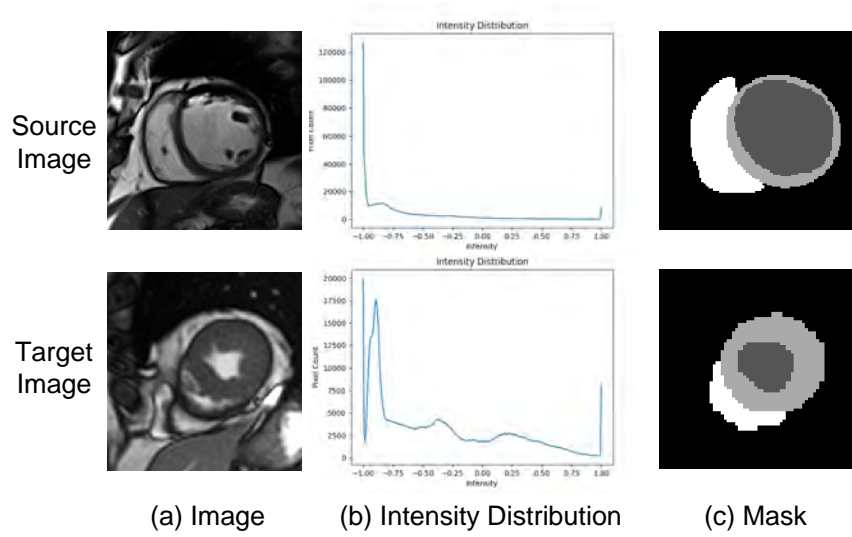 Intensity Distribution
120000
100000
80000
60000
40000
20000
0
Pixel Count
−1.00 −0.75 −0.50 −0.25 0.00 0.25 0.50 0.75 1.00
Intensity
Source
Image
Intensity Distribution
20000
17500
15000
12500
10000
7500
5000
2500
0
Pixel Count
−1.00 −0.75 −0.50 −0.25 0.00 0.25 0.50 0.75 1.00
Intensity
Target
Image
(a) Image (b) Intensity Distribution (c) Mask